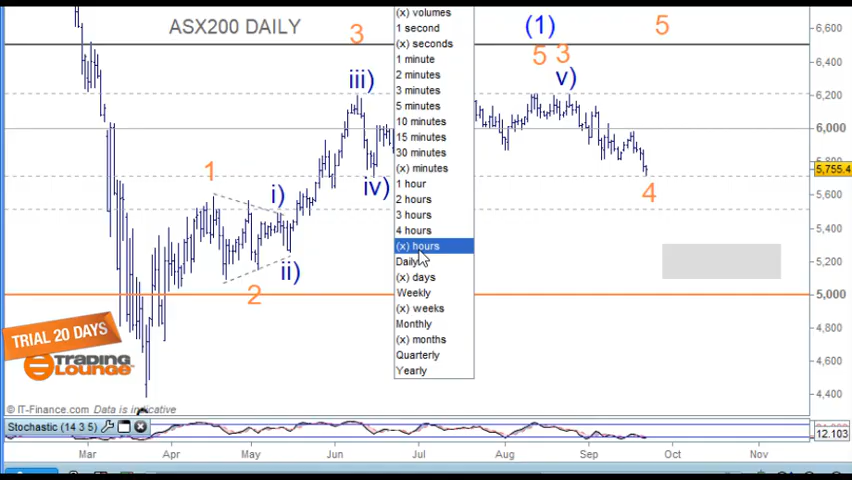 ASX200 DAILY
3
iii)
1
i)
iv)
ii)
2
(x) volumes
1 second
(x) seconds
1 minute
2 minutes
3 minutes
5 minutes
10 minutes
15 minutes
30 minutes
(x) minutes
1 hour
2 hours
3 hours
4 hours
(x) hours
Daily
(x) days
Weekly
(x) weeks
Monthly
(x) months
Quarterly
Yearly
(1)
5
5 3
v)
4
6,600
6,400
6,200
6,000
5,755.4
5,600
5,400
5,200
5,000
4,800
4,600
4,400
TRIAL 20 DAYS
TRADING
LOUNGE
© IT-Finance.com Data is indicative
Stochastic (14 3 5)
12.103
Mar Apr May Jun Jul Aug Sep Oct Nov